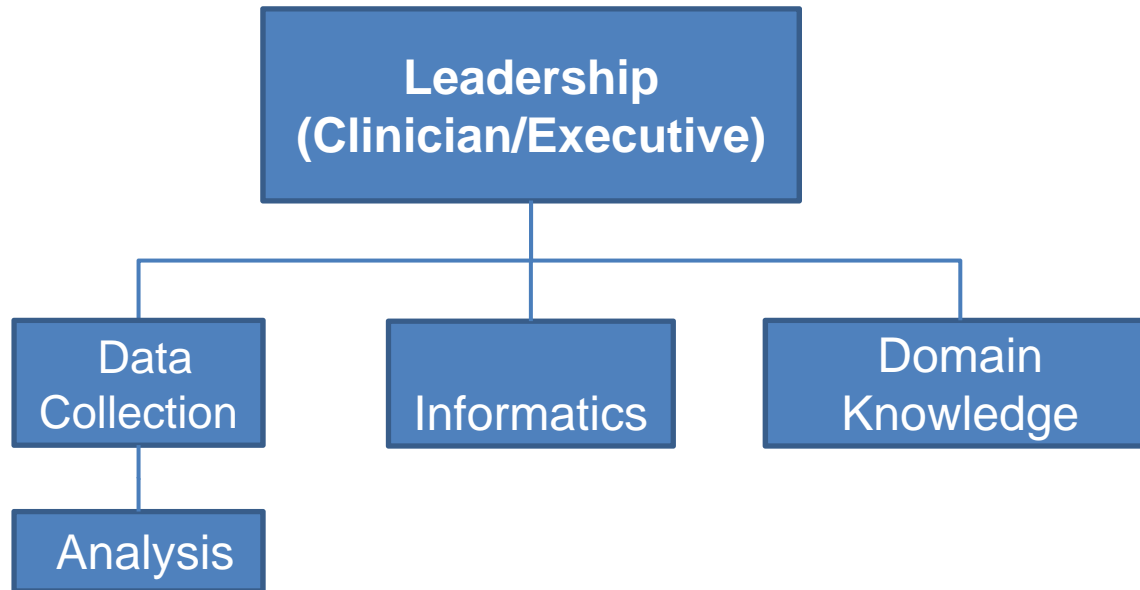 Leadership
(Clinician/Executive)
Data
Collection
Informatics
Domain
Knowledge
Analysis